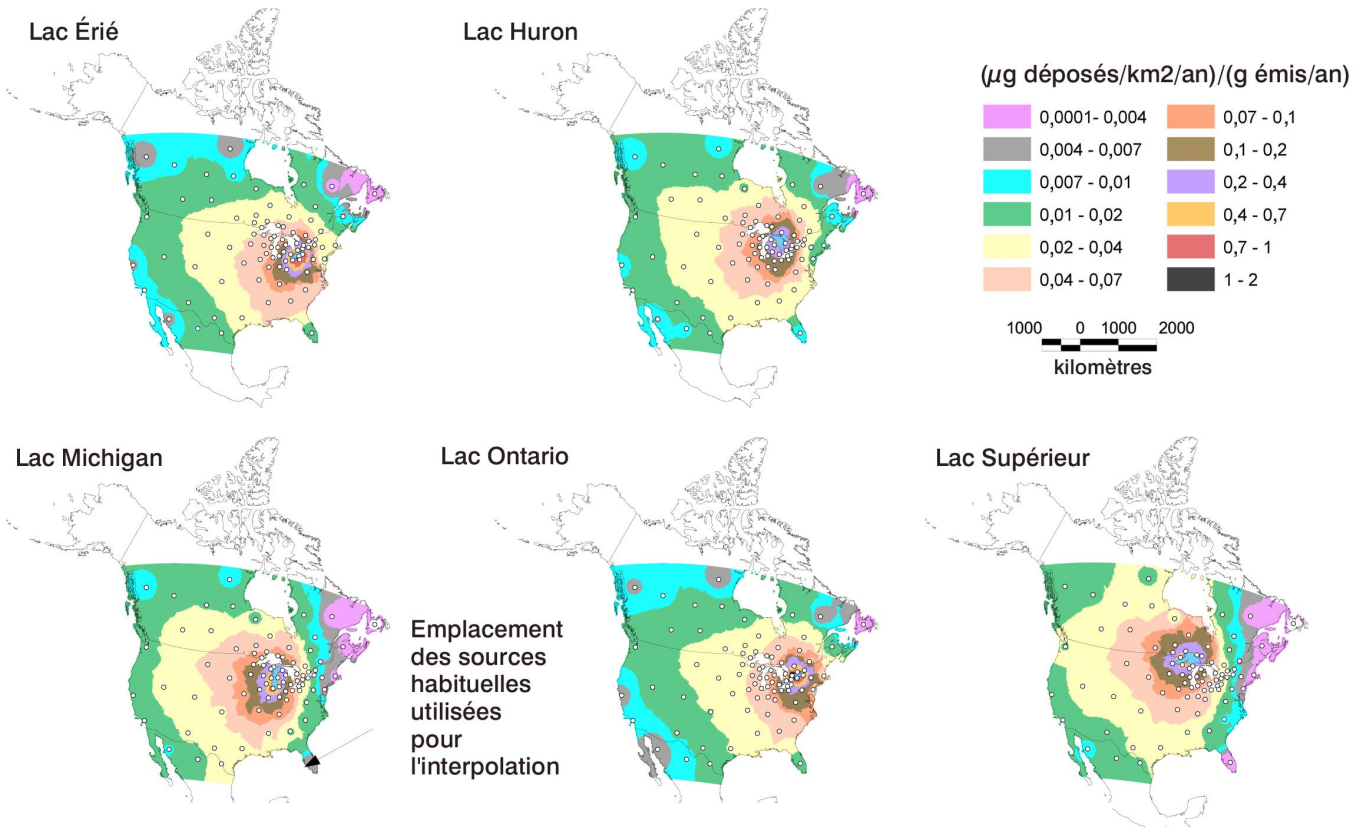 Lac Érié
Lac Huron
(µg déposés/km2/an)/(g émis/an)
0,0001- 0,004
0,004 - 0,007
0,007 - 0,01
0,01 - 0,02
0,02 - 0,04
0,04 - 0,07
0,07 - 0,1
0,1 - 0,2
0,2 - 0,4
0,4 - 0,7
0,7 - 1
1 - 2
1000 0 1000 2000
kilomètres
Lac Michigan
Lac Ontario
Lac Supérieur
Emplacement
des sources
habituelles
utilisées
pour
l'interpolation